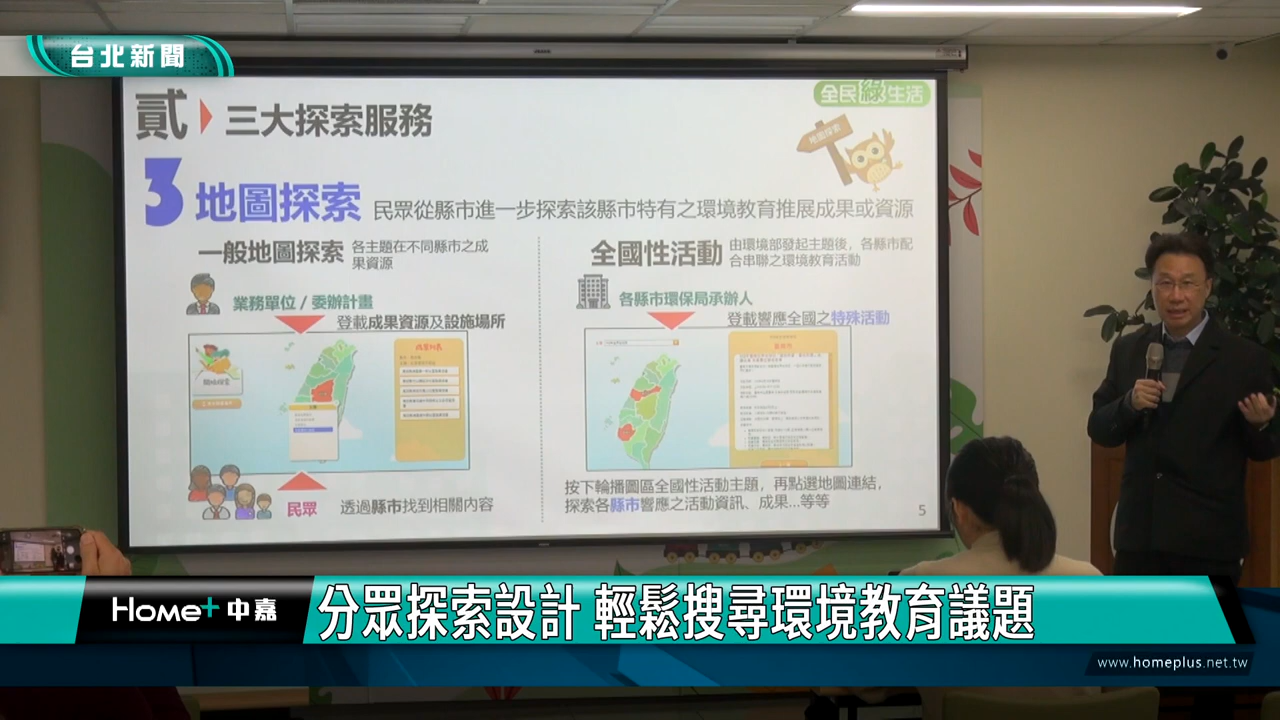 台北新聞
全民綠生活
貳 三大探索服務
地圖探索
3 地圖探索 民眾從縣市進一步探索該縣市特有之環境教育推展成果或資源
一般地圖探索 各主題在不同縣市之成
果資源
業務單位 / 委辦計畫
登載成果資源及設施場所
民眾 透過縣市找到相關內容
全國性活動 由環境部發起主題後，各縣市配
合串聯之環境教育活動
各縣市環保局承辦人
登載響應全國之特殊活動
按下輪播圖區全國性活動主題，再點選地圖連結，
探索各縣市響應之活動資訊、成果...等等
5
Home+ 中嘉
分眾探索設計 輕鬆搜尋環境教育議題
www.homeplus.net.tw